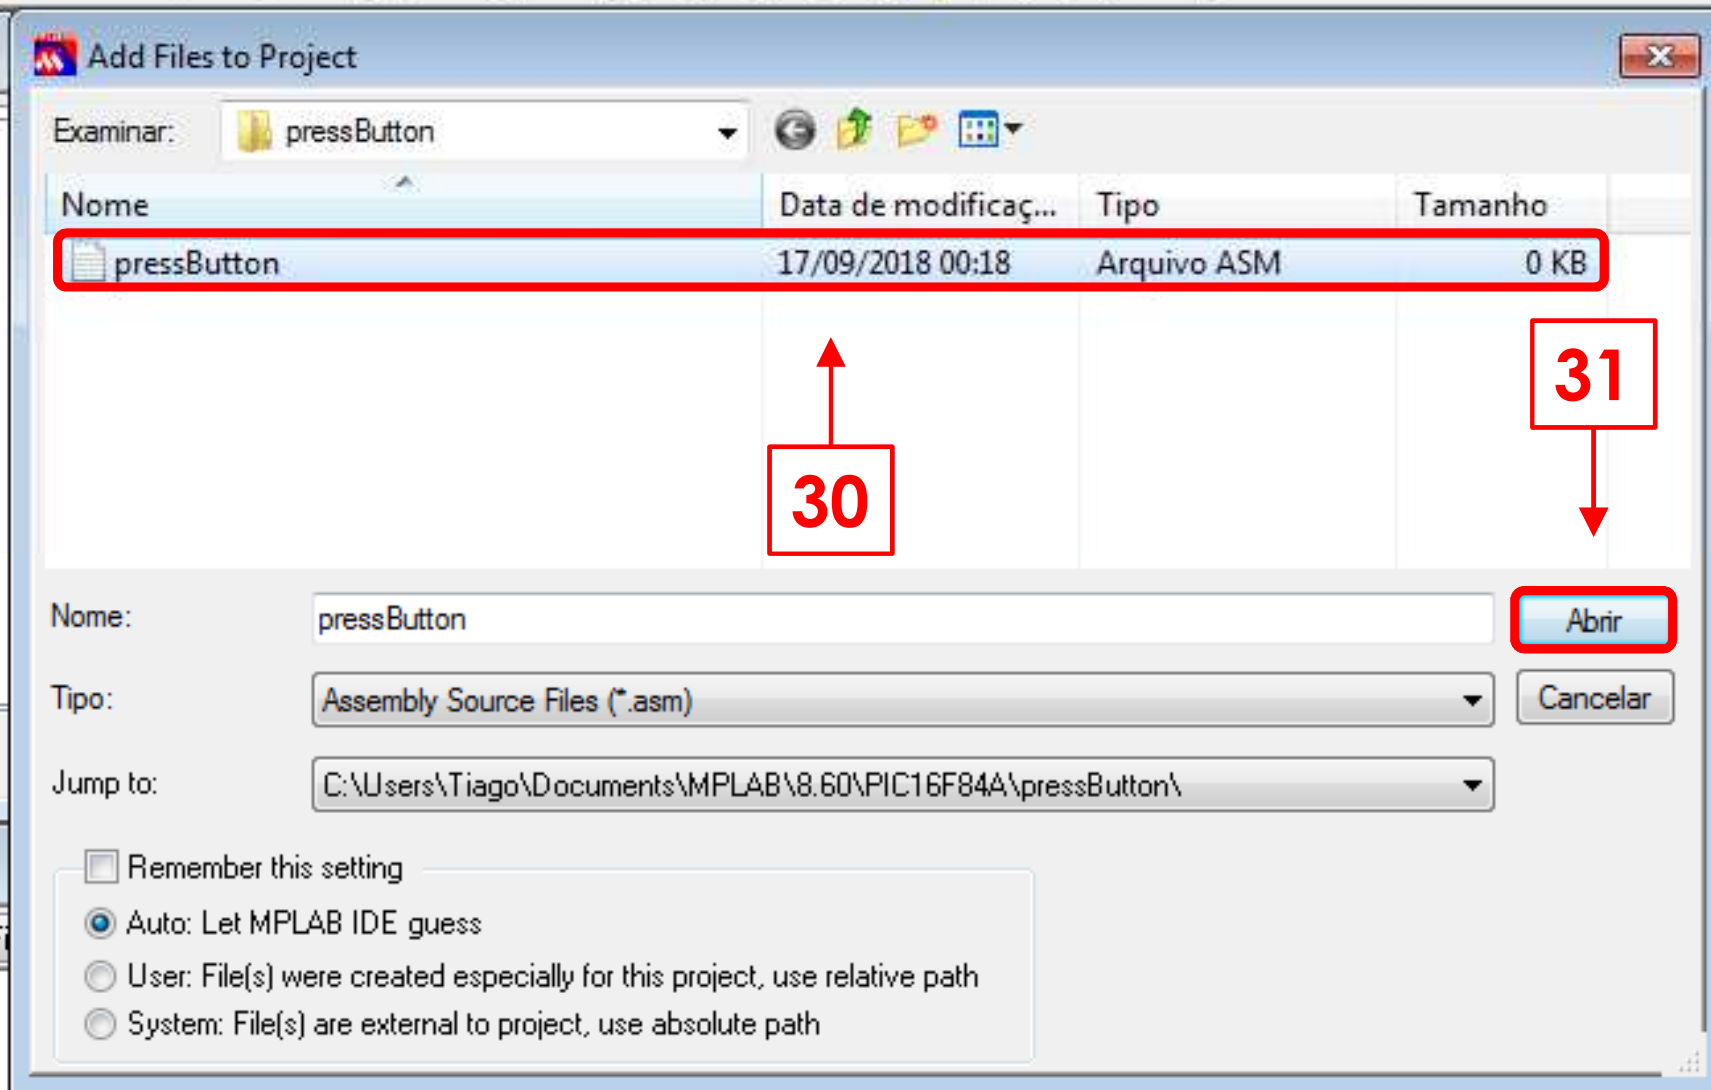 Add Files to Project
Examinar: pressButton
Nome Data de modificaç... Tipo Tamanho
pressButton 17/09/2018 00:18 Arquivo ASM 0 KB
31
30
Nome: pressButton Abrir
Tipo: Assembly Source Files (*.asm) Cancelar
Jump to: C:\Users\Tiago\Documents\MPLAB\8.60\PIC16F84A\pressButton\
Remember this setting
Auto: Let MPLAB IDE guess
User: File(s) were created especially for this project, use relative path
System: File(s) are external to project, use absolute path